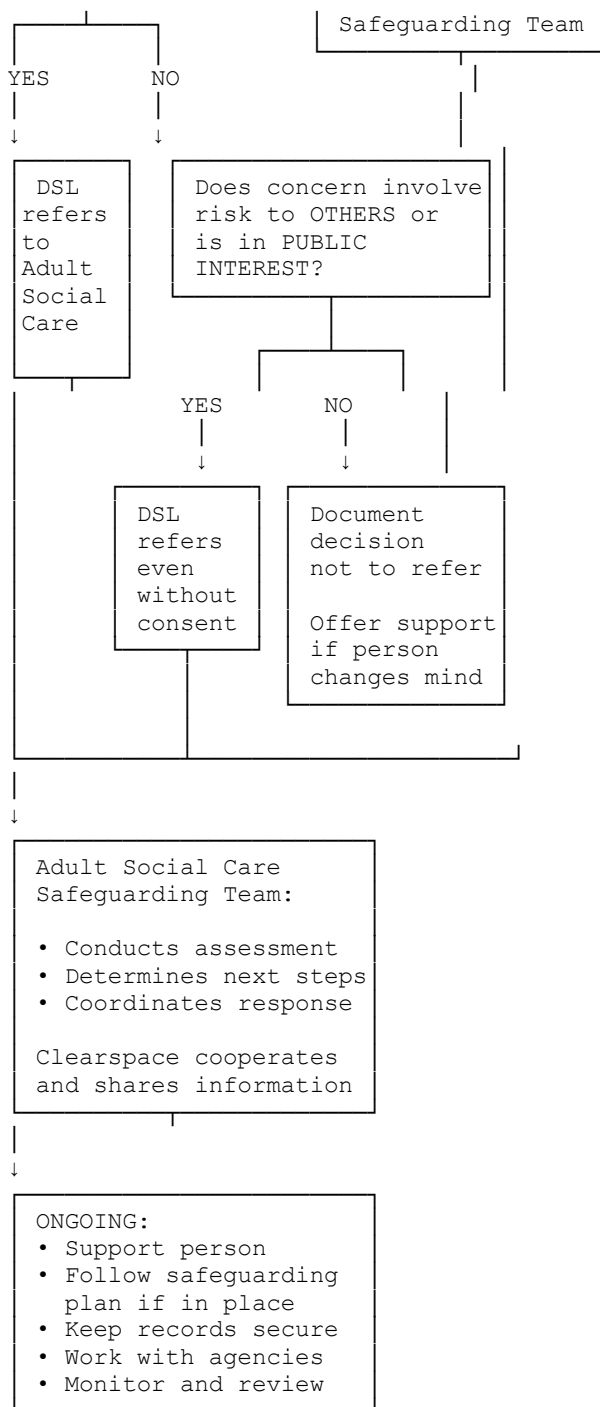 Safeguarding Team
YES NO
↓ ↓
DSL
refers
to
Adult
Social
Care
Does concern involve
risk to OTHERS or
is in PUBLIC
INTEREST?
YES NO
↓ ↓
DSL
refers
even
without
consent
Document
decision
not to refer
Offer support
if person
changes mind
↓
Adult Social Care
Safeguarding Team:
• Conducts assessment
• Determines next steps
• Coordinates response
Clearspace cooperates
and shares information
↓
ONGOING:
• Support person
• Follow safeguarding
plan if in place
• Keep records secure
• Work with agencies
• Monitor and review